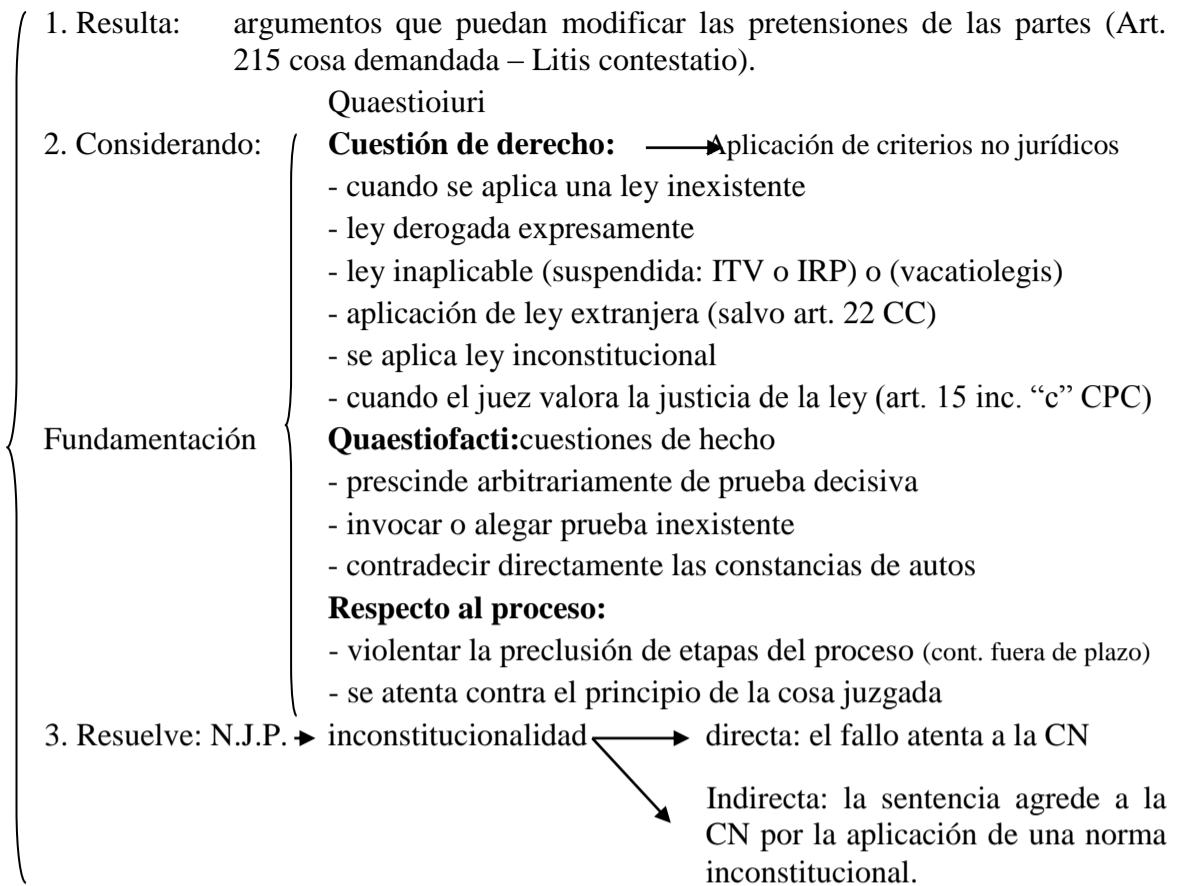 1. Resulta: argumentos que puedan modificar las pretensiones de las partes (Art.
215 cosa demandada – Litis contestatio).
Quaestioiuri
2. Considerando: Cuestión de derecho: Aplicación de criterios no jurídicos
- cuando se aplica una ley inexistente
- ley derogada expresamente
- ley inaplicable (suspendida: ITV o IRP) o (vacatiolegis)
- aplicación de ley extranjera (salvo art. 22 CC)
- se aplica ley inconstitucional
- cuando el juez valora la justicia de la ley (art. 15 inc. “c” CPC)
Fundamentación Quaestiofacti:cuestiones de hecho
- prescinde arbitrariamente de prueba decisiva
- invocar o alegar prueba inexistente
- contradecir directamente las constancias de autos
Respecto al proceso:
- violentar la preclusión de etapas del proceso (cont. fuera de plazo)
- se atenta contra el principio de la cosa juzgada
3. Resuelve: N.J.P. inconstitucionalidad directa: el fallo atenta a la CN
Indirecta: la sentencia agrede a la
CN por la aplicación de una norma
inconstitucional.